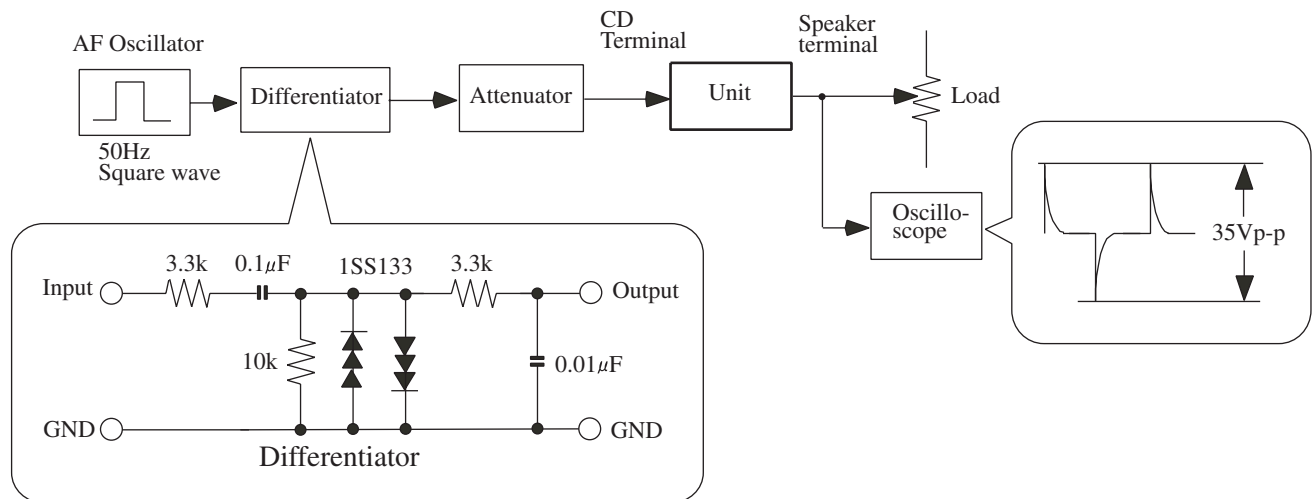 AF Oscillator
50Hz
Square wave
Differentiator
Attenuator
CD
Terminal
Unit
Speaker
terminal
Load
Oscillo-
scope
35Vp-p
Input
3.3k
0.1μF
1SS133
3.3k
Output
10k
0.01μF
GND
GND
Differentiator